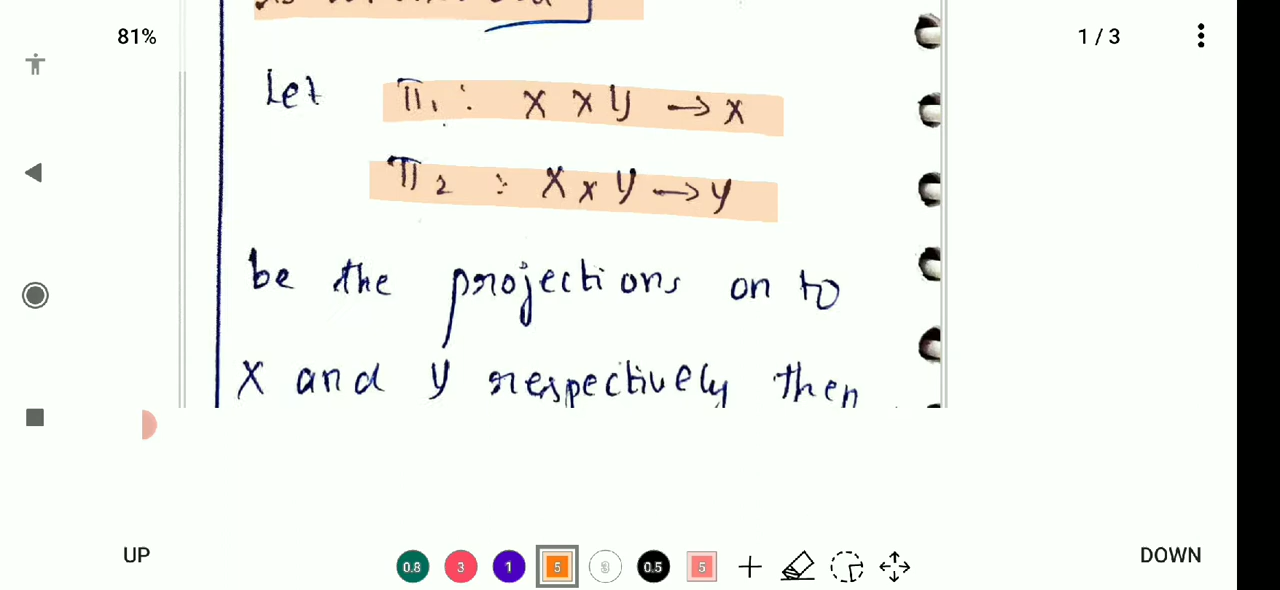 81%
1 / 3
Let π₁ : X × Y → X
π₂ : X × Y → Y
be the projections on to
X and Y respectively then
UP
0.8 3 1 5 3 0.5 5
DOWN